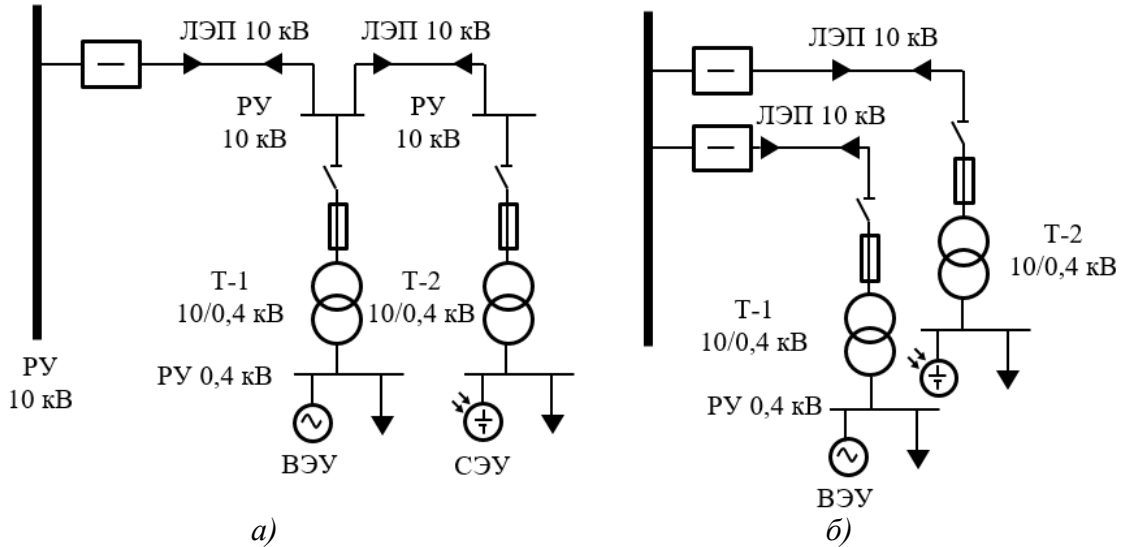 ЛЭП 10 кВ
ЛЭП 10 кВ
РУ
10 кВ
РУ
10 кВ
Т-1
10/0,4 кВ
Т-2
10/0,4 кВ
РУ
10 кВ
РУ 0,4 кВ
ВЭУ
СЭУ
а)
ЛЭП 10 кВ
ЛЭП 10 кВ
Т-2
10/0,4 кВ
Т-1
10/0,4 кВ
РУ 0,4 кВ
ВЭУ
б)